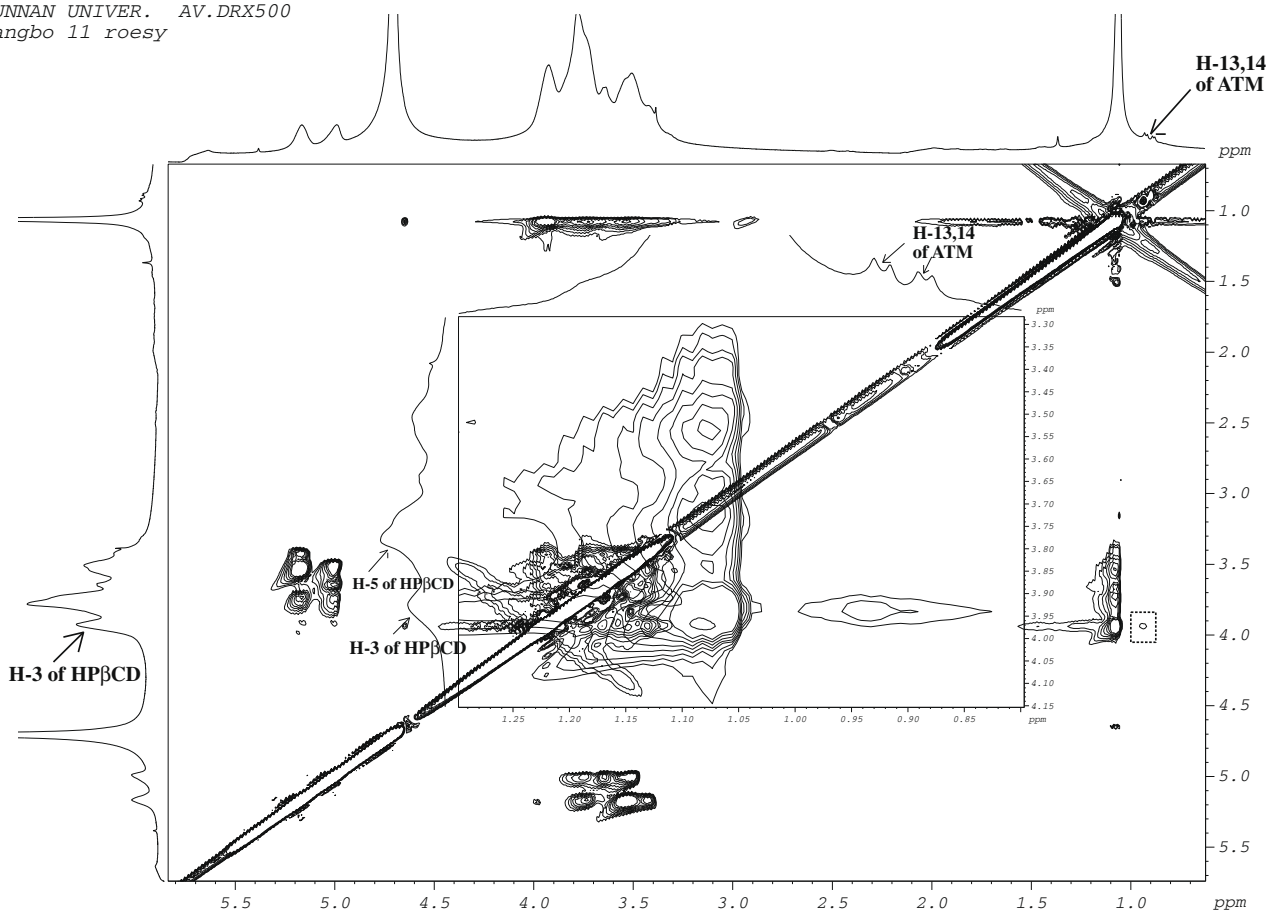 UNNAN UNIVER. AV.DRX500
angbo 11 roesy
H-13,14
of ATM
ppm
1.0
1.5
2.0
2.5
3.0
3.5
4.0
4.5
5.0
5.5
H-13,14
of ATM
ppm
3.30
3.35
3.40
3.45
3.50
3.55
3.60
3.65
3.70
3.75
3.80
3.85
3.90
3.95
4.00
4.05
4.10
4.15
H-5 of HPβCD
H-3 of HPβCD
H-3 of HPβCD
1.25 1.20 1.15 1.10 1.05 1.00 0.95 0.90 0.85 ppm
5.5 5.0 4.5 4.0 3.5 3.0 2.5 2.0 1.5 1.0 ppm